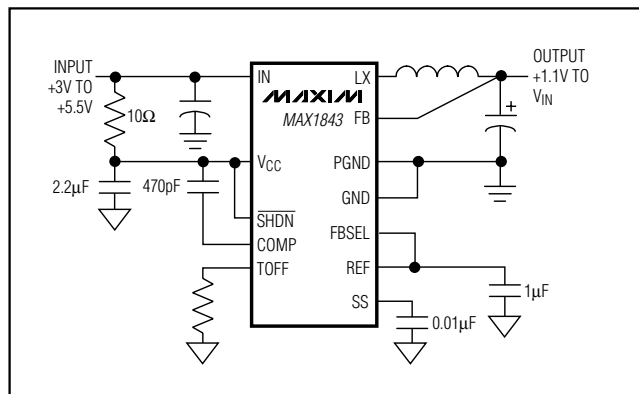 INPUT
+3V TO
+5.5V
10Ω
2.2μF
470pF
IN
VCC
SHDN
COMP
TOFF
MAXIM
MAX1843
LX
FB
PGND
GND
FBSEL
REF
SS
OUTPUT
+1.1V TO
VIN
+
1μF
0.01μF